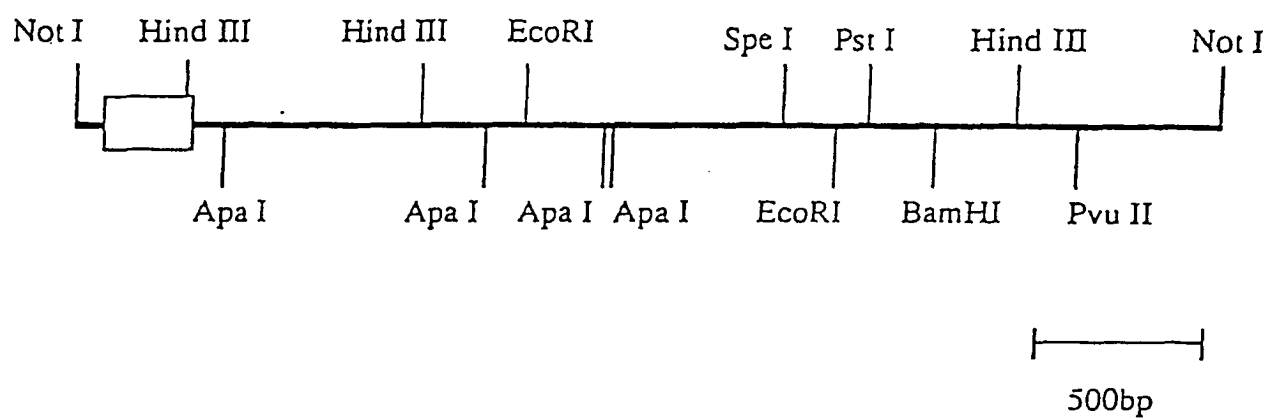 Not I Hind III Hind III EcoRI Spe I Pst I Hind III Not I
Apa I Apa I Apa I Apa I EcoRI BamHI Pvu II
500bp